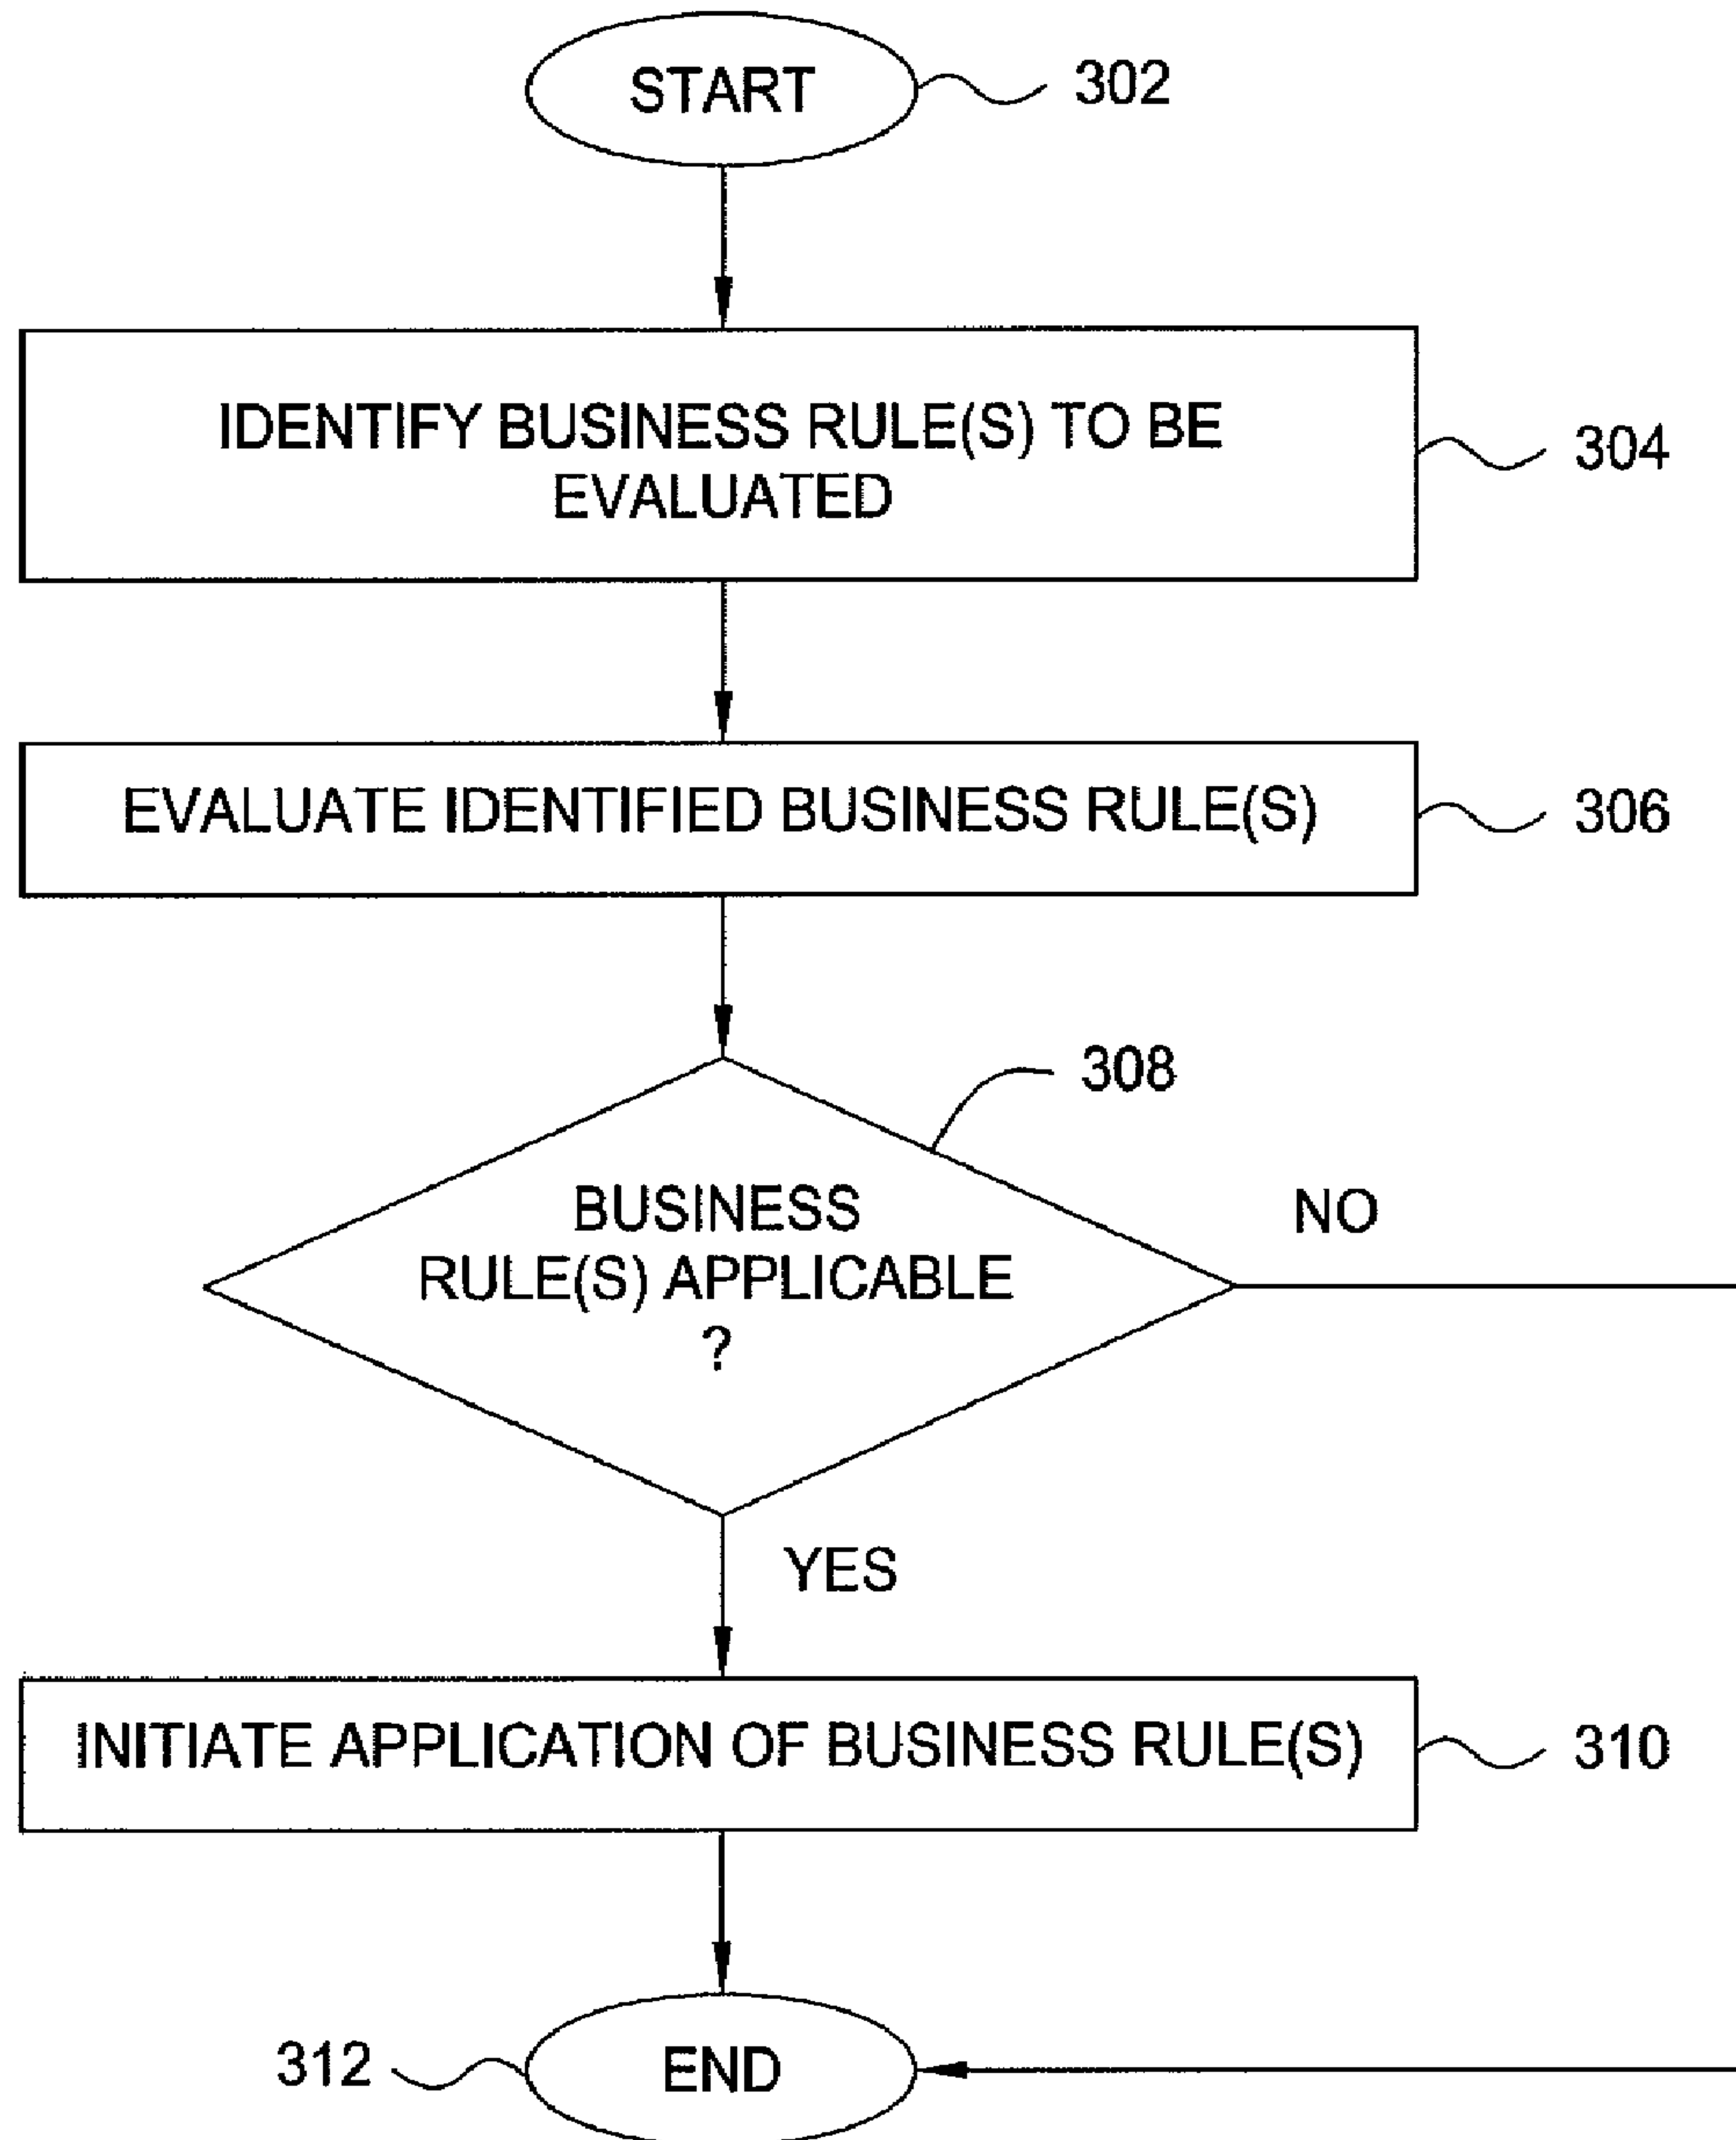 START
302
IDENTIFY BUSINESS RULE(S) TO BE
EVALUATED
304
EVALUATE IDENTIFIED BUSINESS RULE(S)
306
308
BUSINESS
RULE(S) APPLICABLE
?
NO
YES
INITIATE APPLICATION OF BUSINESS RULE(S)
310
312
END